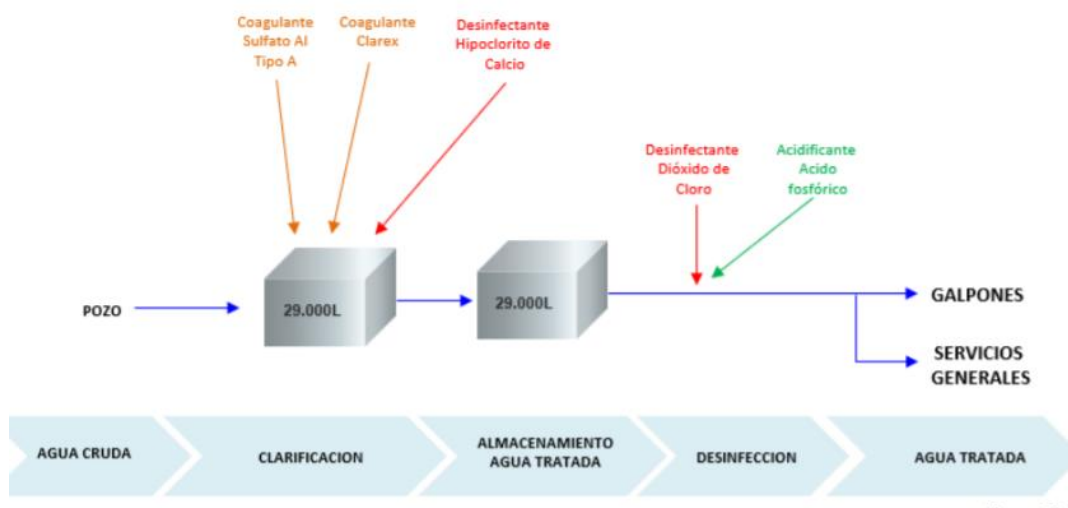 Coagulante
Sulfato Al
Tipo A
Coagulante
Clarex
Desinfectante
Hipoclorito de
Calcio
Desinfectante
Dióxido de
Cloro
Acidificante
Acido
fosfórico
POZO
29.000L
29.000L
GALPONES
SERVICIOS
GENERALES
AGUA CRUDA
CLARIFICACION
ALMACENAMIENTO
AGUA TRATADA
DESINFECCION
AGUA TRATADA